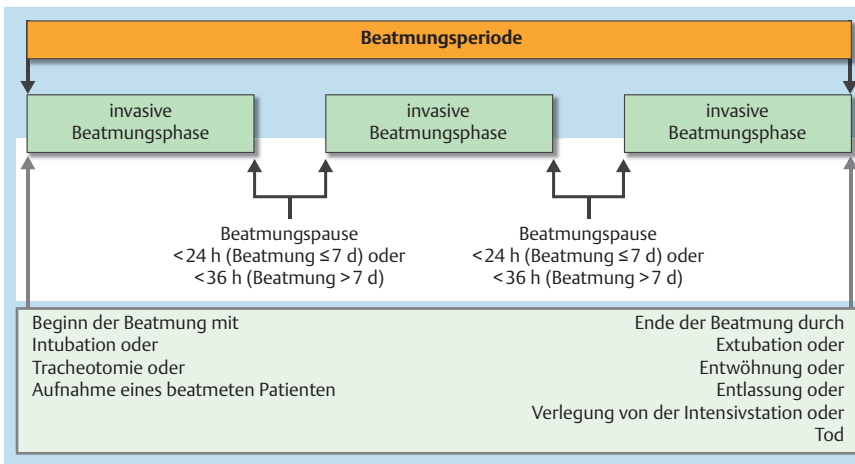 Beatmungsperiode
invasive
Beatmungsphase
invasive
Beatmungsphase
invasive
Beatmungsphase
Beatmungspause
<24 h (Beatmung ≤7 d) oder
<36 h (Beatmung >7 d)
Beatmungspause
<24 h (Beatmung ≤7 d) oder
<36 h (Beatmung >7 d)
Beginn der Beatmung mit
Intubation oder
Tracheotomie oder
Aufnahme eines beatmeten Patienten
Ende der Beatmung durch
Extubation oder
Entwöhnung oder
Entlassung oder
Verlegung von der Intensivstation oder
Tod